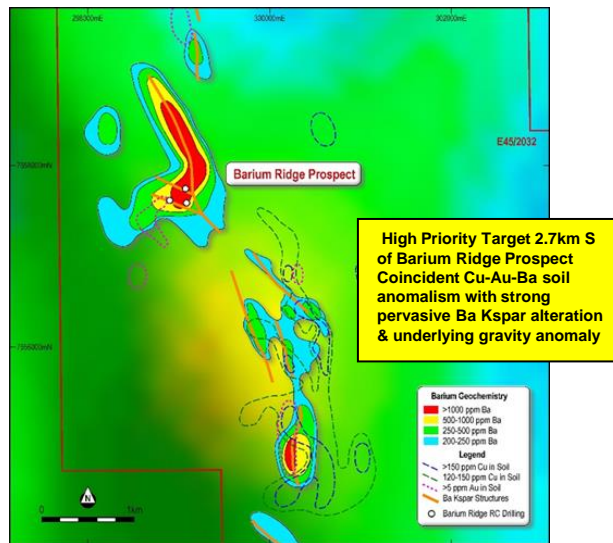 298000mE
300000mE
302000mE
E45/2032
7558000mN
Barium Ridge Prospect
High Priority Target 2.7km S
of Barium Ridge Prospect
Coincident Cu-Au-Ba soil
anomalism with strong
pervasive Ba Kspar alteration
& underlying gravity anomaly
7556000mN
Barium Geochemistry
>1000 ppm Ba
500-1000 ppm Ba
250-500 ppm Ba
200-250 ppm Ba
Legend
>150 ppm Cu in Soil
120-150 ppm Cu in Soil
>5 ppm Au in Soil
Ba Kspar Structures
Barium Ridge RC Drilling
N
0
1km